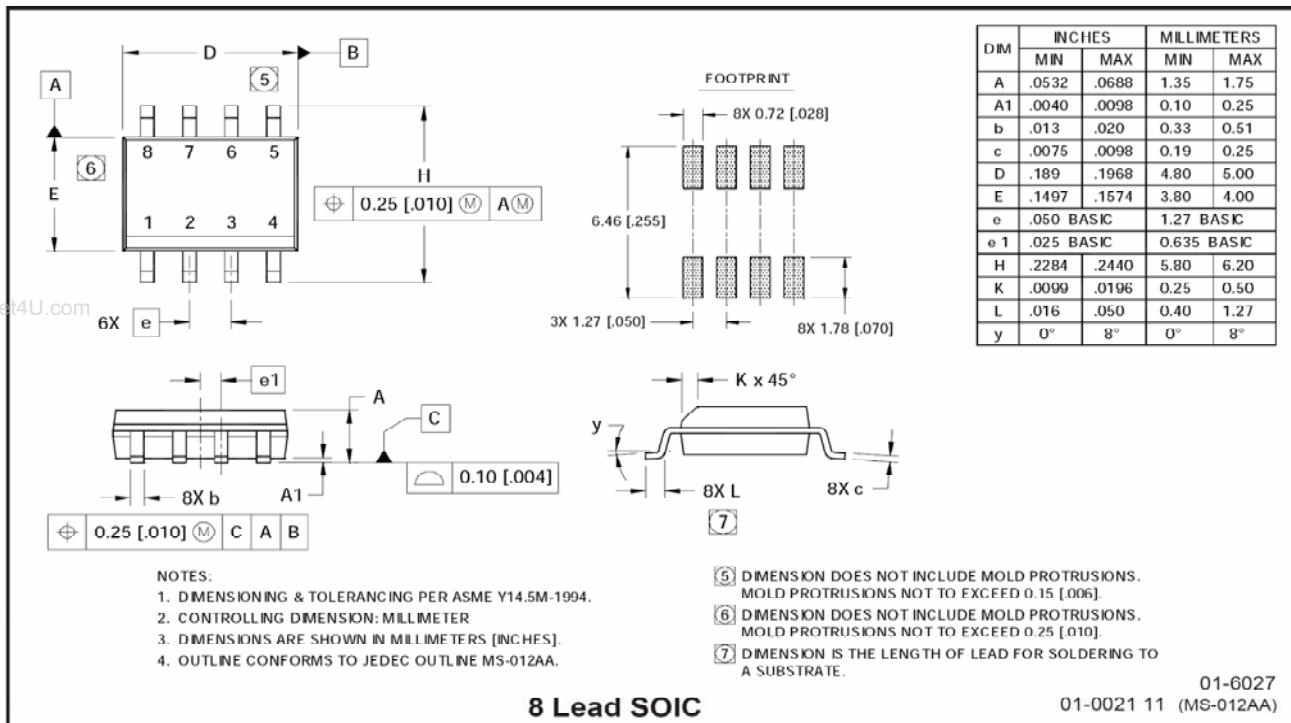 D
B
5
A
8 7 6 5
6
E
H
⌖ 0.25 [.010] Ⓜ AⓂ
1 2 3 4
et4U.com
6X e
FOOTPRINT
8X 0.72 [.028]
6.46 [.255]
3X 1.27 [.050]
8X 1.78 [.070]
DIM INCHES MILLIMETERS
MIN MAX MIN MAX
A .0532 .0688 1.35 1.75
A1 .0040 .0098 0.10 0.25
b .013 .020 0.33 0.51
c .0075 .0098 0.19 0.25
D .189 .1968 4.80 5.00
E .1497 .1574 3.80 4.00
e .050 BASIC 1.27 BASIC
e 1 .025 BASIC 0.635 BASIC
H .2284 .2440 5.80 6.20
K .0099 .0196 0.25 0.50
L .016 .050 0.40 1.27
y 0° 8° 0° 8°
e1
A
C
0.10 [.004]
8X b
A1
⌖ 0.25 [.010] Ⓜ C A B
K x 45°
y
8X L
8X c
7
NOTES:
1. DIMENSIONING & TOLERANCING PER ASME Y14.5M-1994.
2. CONTROLLING DIMENSION: MILLIMETER
3. DIMENSIONS ARE SHOWN IN MILLIMETERS [INCHES].
4. OUTLINE CONFORMS TO JEDEC OUTLINE MS-012AA.
5 DIMENSION DOES NOT INCLUDE MOLD PROTRUSIONS.
MOLD PROTRUSIONS NOT TO EXCEED 0.15 [.006].
6 DIMENSION DOES NOT INCLUDE MOLD PROTRUSIONS.
MOLD PROTRUSIONS NOT TO EXCEED 0.25 [.010].
7 DIMENSION IS THE LENGTH OF LEAD FOR SOLDERING TO
A SUBSTRATE.
8 Lead SOIC
01-6027
01-0021 11 (MS-012AA)